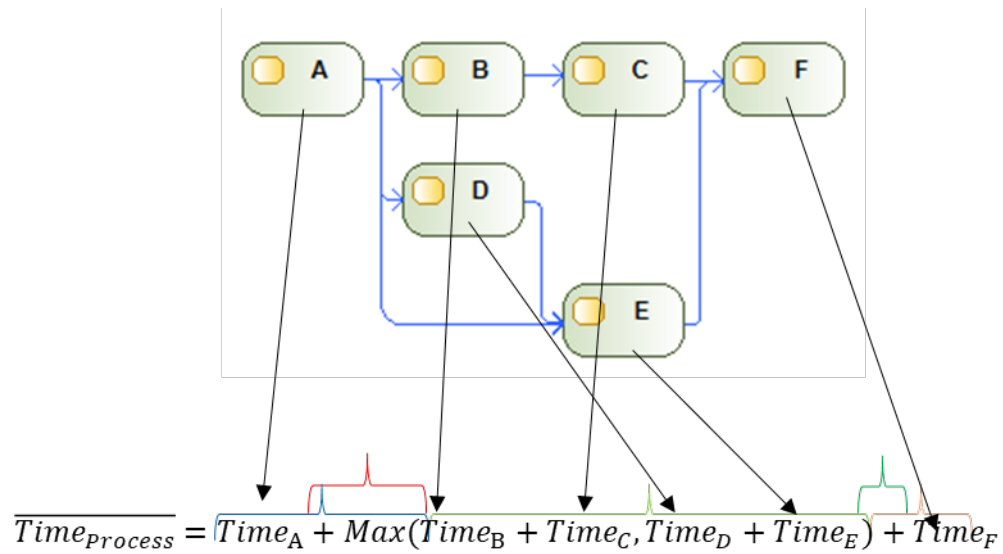 A B C F
D
E
Time_Process = Time_A + Max(Time_B + Time_C, Time_D + Time_E) + Time_F